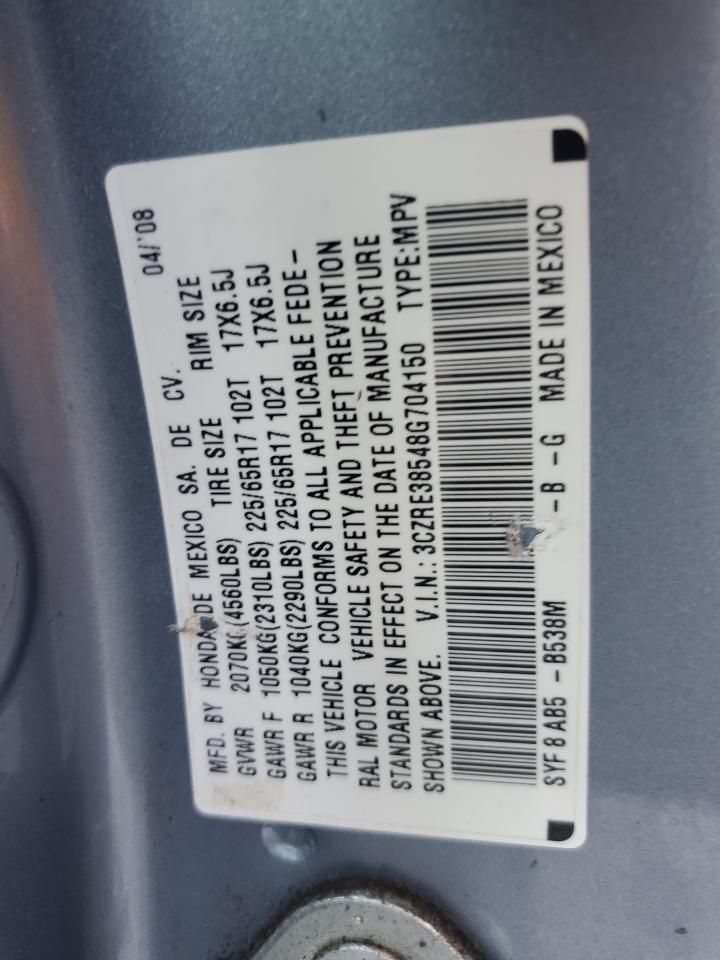 04/'08
MFD. BY HONDA DE MEXICO SA. DE CV.
GVWR 2070KG(4560LBS) TIRE SIZE RIM SIZE
GAWR F 1050KG(2310LBS) 225/65R17 102T 17X6.5J
GAWR R 1040KG(2290LBS) 225/65R17 102T 17X6.5J
THIS VEHICLE CONFORMS TO ALL APPLICABLE FEDE-
RAL MOTOR VEHICLE SAFETY AND THEFT PREVENTION
STANDARDS IN EFFECT ON THE DATE OF MANUFACTURE
SHOWN ABOVE. V.I.N.: 3CZRE38548G704150 TYPE:MPV
SYF 8 AB5 -B538M -B -G MADE IN MEXICO